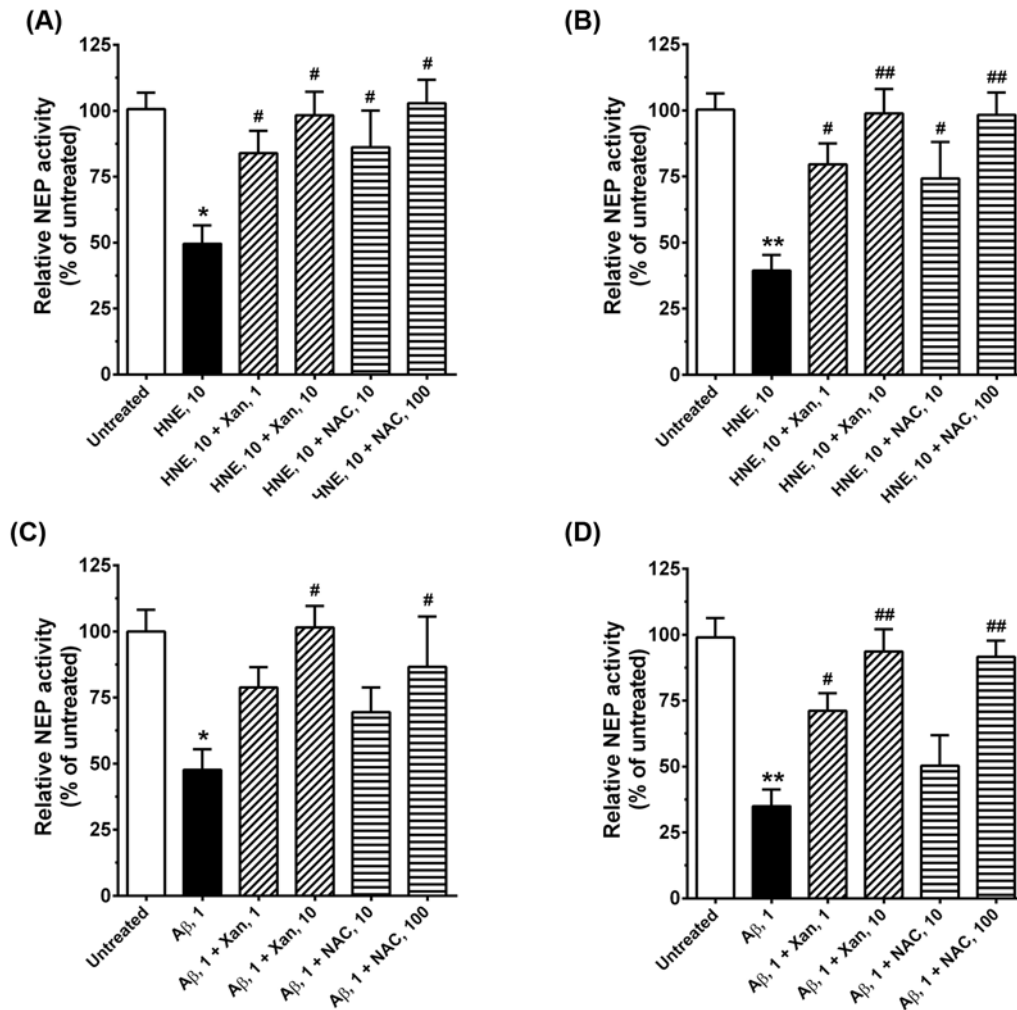 (A)
Relative NEP activity
(% of untreated)
125
100
75
50
25
0
*
#
#
#
#
Untreated
HNE, 10
HNE, 10 + Xan, 1
HNE, 10 + Xan, 10
HNE, 10 + NAC, 10
HNE, 10 + NAC, 100
(B)
Relative NEP activity
(% of untreated)
125
100
75
50
25
0
**
#
##
#
##
Untreated
HNE, 10
HNE, 10 + Xan, 1
HNE, 10 + Xan, 10
HNE, 10 + NAC, 10
HNE, 10 + NAC, 100
(C)
Relative NEP activity
(% of untreated)
125
100
75
50
25
0
*
#
#
Untreated
Aβ, 1
Aβ, 1 + Xan, 1
Aβ, 1 + Xan, 10
Aβ, 1 + NAC, 10
Aβ, 1 + NAC, 100
(D)
Relative NEP activity
(% of untreated)
125
100
75
50
25
0
**
#
##
##
Untreated
Aβ, 1
Aβ, 1 + Xan, 1
Aβ, 1 + Xan, 10
Aβ, 1 + NAC, 10
Aβ, 1 + NAC, 100